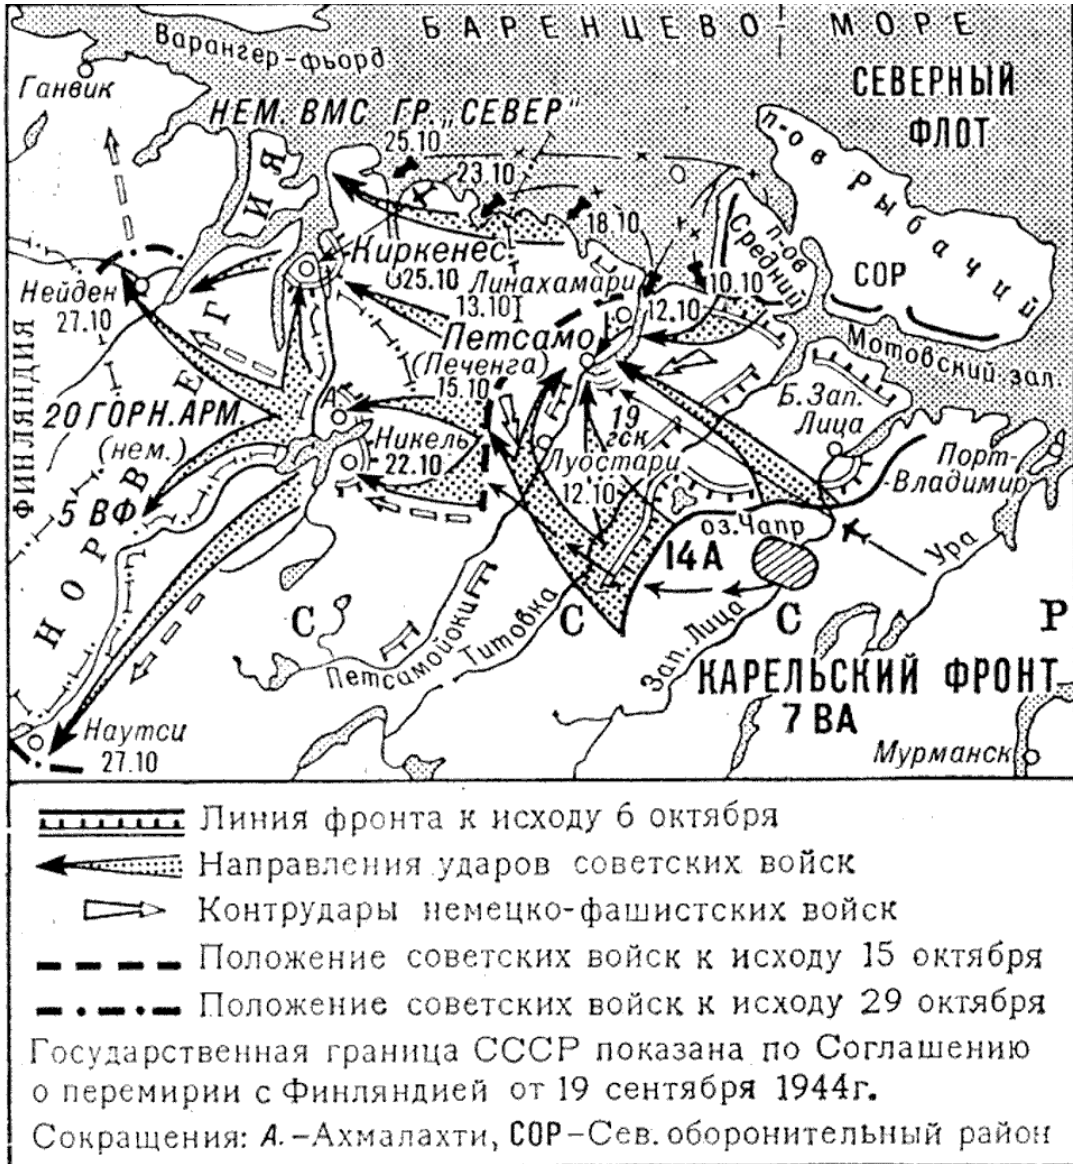 БАРЕНЦЕВО МОРЕ
Варангер-фьорд
Ганвик
СЕВЕРНЫЙ
ФЛОТ
НЕМ. ВМС ГР. „СЕВЕР"
п-ов Рыбачий
25.10
23.10
18.10
п-ов
Средний
СОР
Киркенес
25.10
Линахамари
13.10
10.10
12.10
Нейден
27.10
Петсамо
(Печенга)
15.10
Мотовский зал.
ФИНЛЯНДИЯ
НОРВЕГИЯ
20 ГОРН. АРМ.
(нем.)
А.
Никель
22.10
19
гск
Луостари
12.10
Б. Зап.
Лица
Порт-
-Владимир
5 ВФ
оз. Чапр
14А
Ура
С С С Р
Петсамойоки
Титовка
Зап. Лица
КАРЕЛЬСКИЙ ФРОНТ
7 ВА
Наутси
27.10
Мурманск
Линия фронта к исходу 6 октября
Направления ударов советских войск
Контрудары немецко-фашистских войск
Положение советских войск к исходу 15 октября
Положение советских войск к исходу 29 октября
Государственная граница СССР показана по Соглашению
о перемирии с Финляндией от 19 сентября 1944г.
Сокращения: А.-Ахмалахти, СОР-Сев. оборонительный район